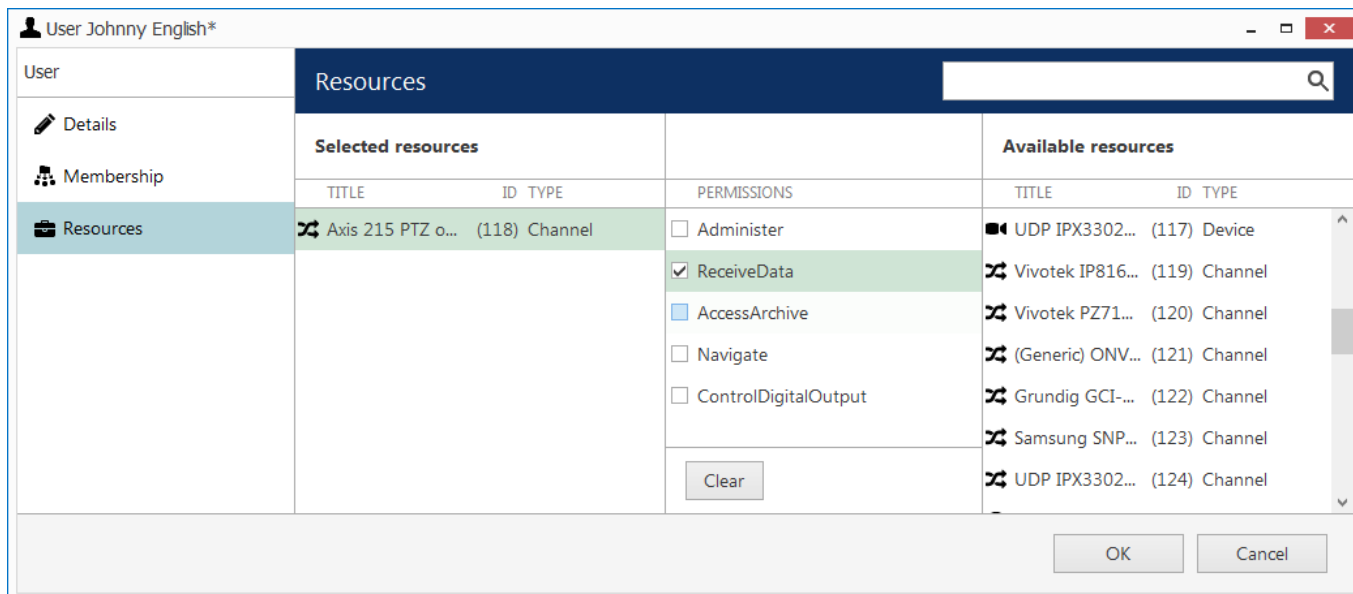 User Johnny English*
User
Details
Membership
Resources
Resources
Selected resources
TITLE ID TYPE
Axis 215 PTZ o... (118) Channel
PERMISSIONS
Administer
ReceiveData
AccessArchive
Navigate
ControlDigitalOutput
Clear
Available resources
TITLE ID TYPE
UDP IPX3302... (117) Device
Vivotek IP816... (119) Channel
Vivotek PZ71... (120) Channel
(Generic) ONV... (121) Channel
Grundig GCI-... (122) Channel
Samsung SNP... (123) Channel
UDP IPX3302... (124) Channel
OK Cancel